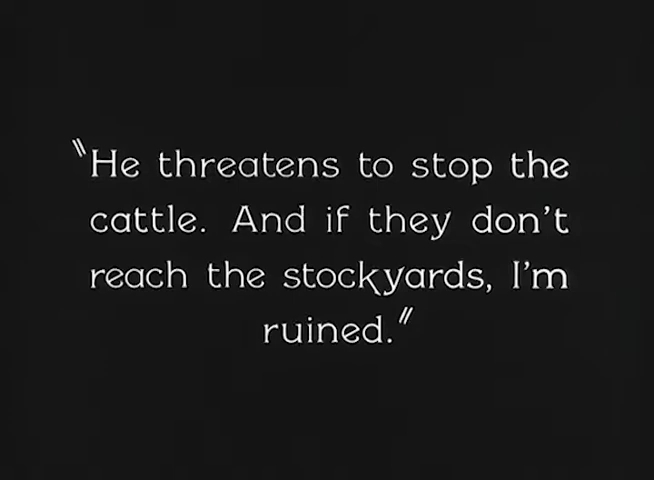 "He threatens to stop the
cattle. And if they don't
reach the stockyards, I'm
ruined."